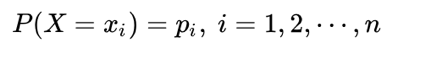 P(X = x_i) = p_i, i = 1, 2, ⋯, n